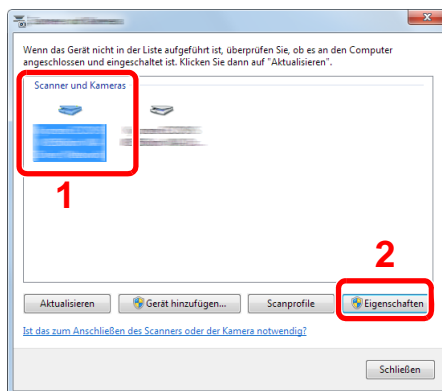 Wenn das Gerät nicht in der Liste aufgeführt ist, überprüfen Sie, ob es an den Computer
angeschlossen und eingeschaltet ist. Klicken Sie dann auf "Aktualisieren".
Scanner und Kameras
1
2
Aktualisieren
Gerät hinzufügen...
Scanprofile
Eigenschaften
Ist das zum Anschließen des Scanners oder der Kamera notwendig?
Schließen